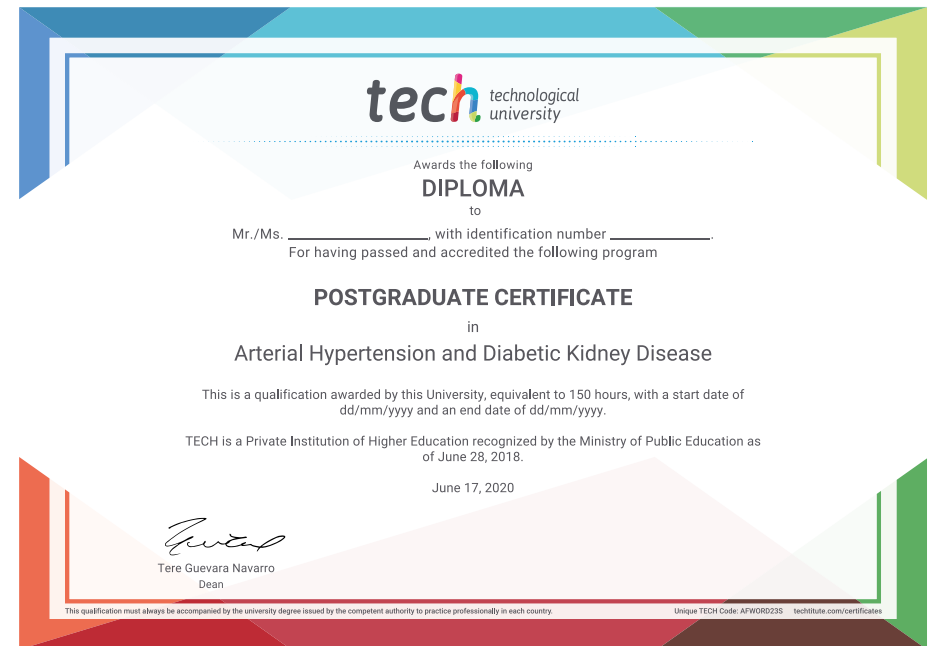 tech technological
university
Awards the following
DIPLOMA
to
Mr./Ms. ____________________, with identification number ______________.
For having passed and accredited the following program
POSTGRADUATE CERTIFICATE
in
Arterial Hypertension and Diabetic Kidney Disease
This is a qualification awarded by this University, equivalent to 150 hours, with a start date of
dd/mm/yyyy and an end date of dd/mm/yyyy.
TECH is a Private Institution of Higher Education recognized by the Ministry of Public Education as
of June 28, 2018.
June 17, 2020
Tere Guevara Navarro
Dean
This qualification must always be accompanied by the university degree issued by the competent authority to practice professionally in each country.
Unique TECH Code: AFWORD23S techtitute.com/certificates